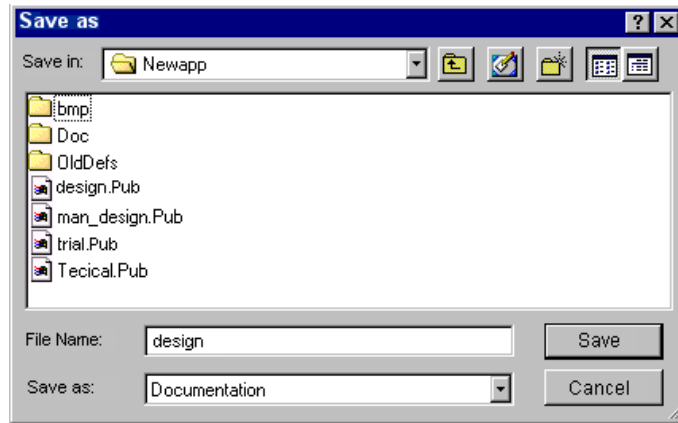 Save as
Save in: Newapp
bmp
Doc
OldDefs
design.Pub
man_design.Pub
trial.Pub
Tecical.Pub
File Name: design Save
Save as: Documentation Cancel